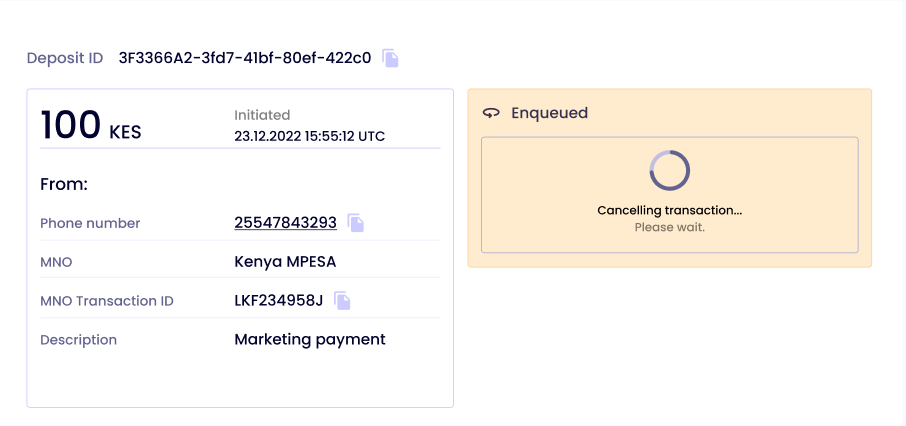 Deposit ID 3F3366A2-3fd7-41bf-80ef-422c0
100 KES
Initiated
23.12.2022 15:55:12 UTC
From:
Phone number 25547843293
MNO Kenya MPESA
MNO Transaction ID LKF234958J
Description Marketing payment
Enqueued
Cancelling transaction...
Please wait.